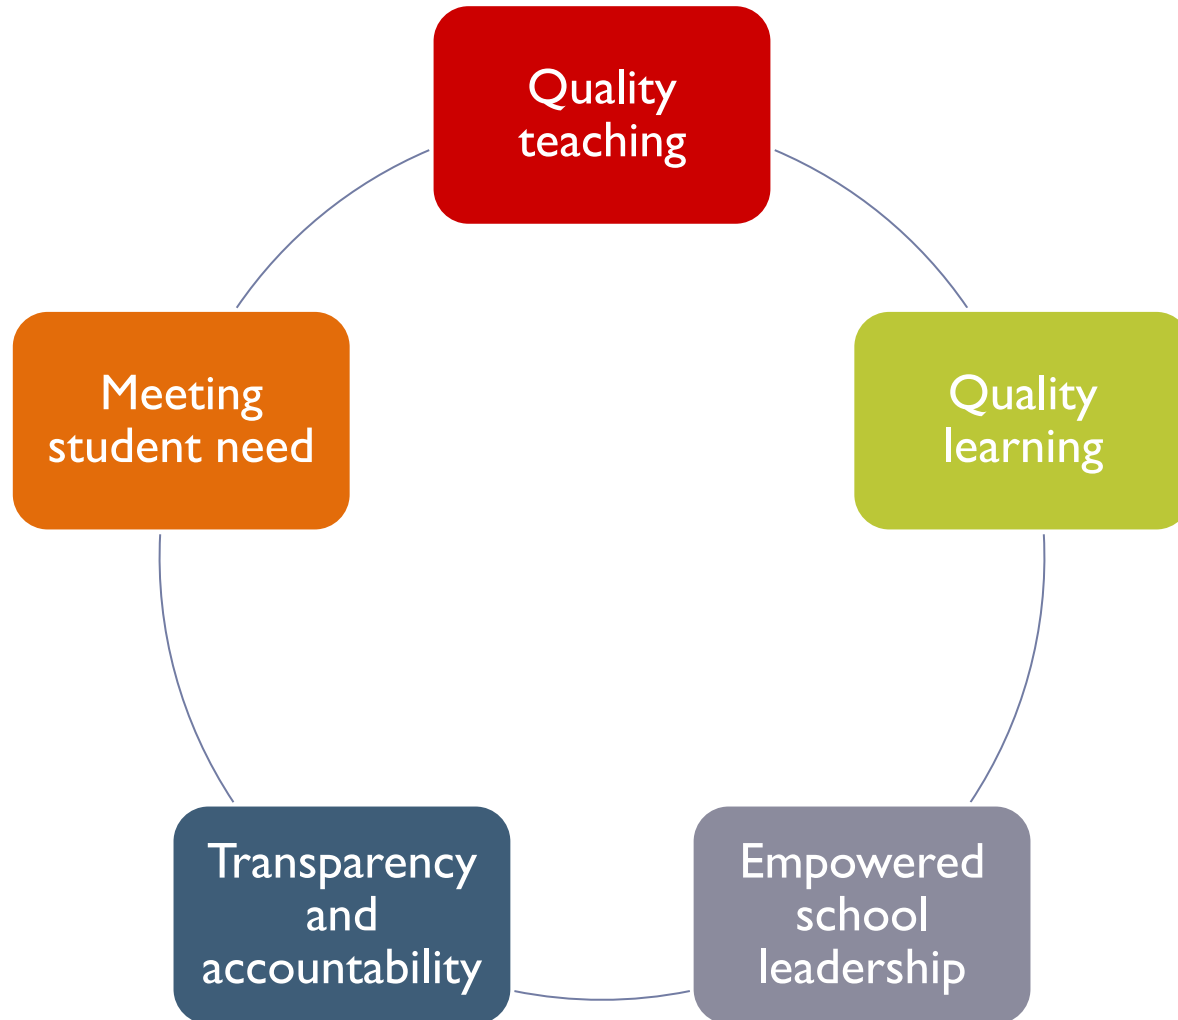 Quality
teaching
Meeting
student need
Quality
learning
Transparency
and
accountability
Empowered
school
leadership